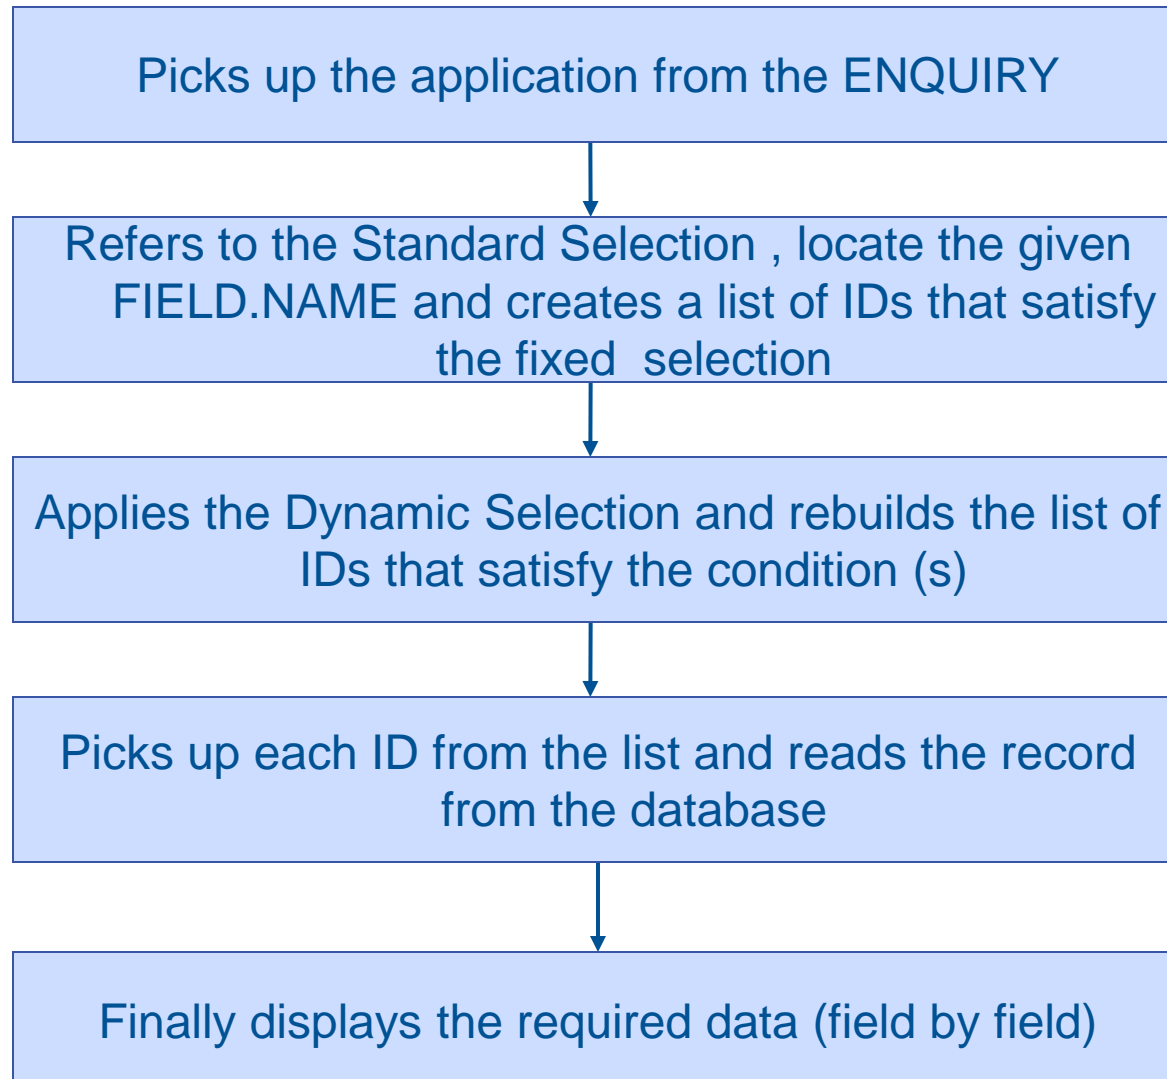 Picks up the application from the ENQUIRY
Refers to the Standard Selection , locate the given
FIELD.NAME and creates a list of IDs that satisfy
the fixed  selection
Applies the Dynamic Selection and rebuilds the list of
IDs that satisfy the condition (s)
Picks up each ID from the list and reads the record
from the database
Finally displays the required data (field by field)